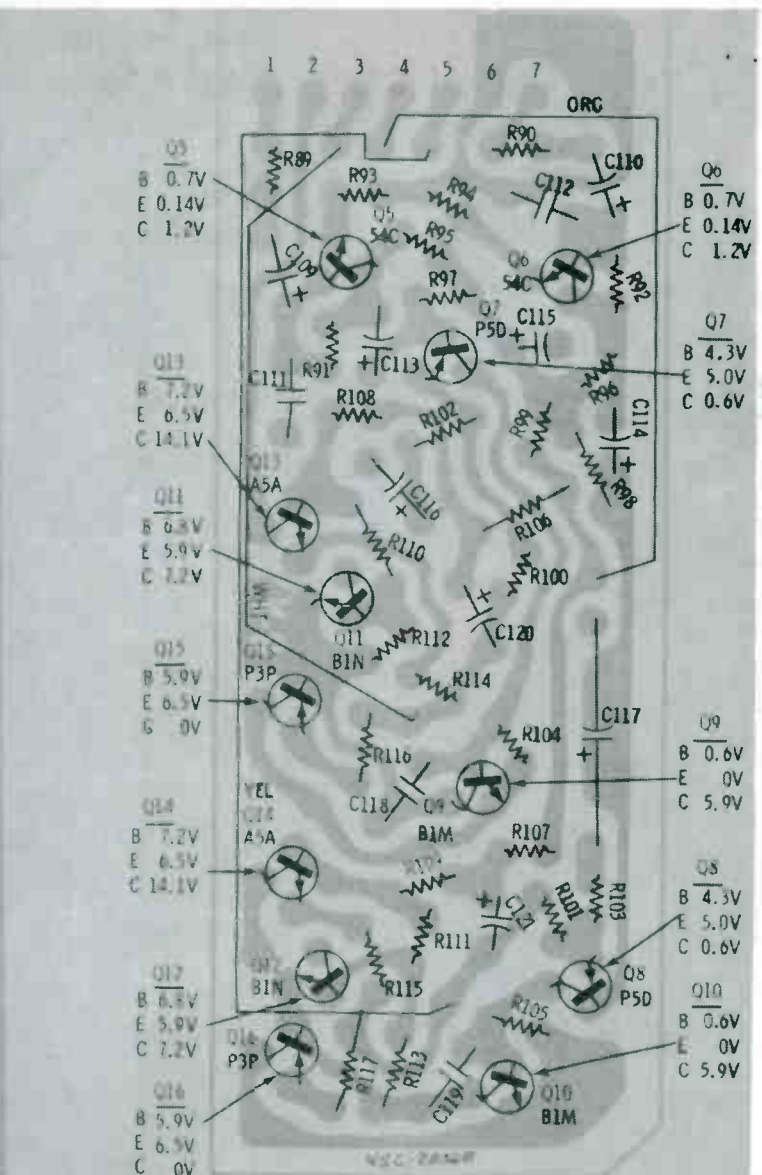 1 2 3 4 5 6 7
ORG
Q5
B 0.7V
E 0.14V
C 1.2V
Q6
B 0.7V
E 0.14V
C 1.2V
Q7
B 4.3V
E 5.0V
C 0.6V
Q13
B 7.2V
E 6.5V
C 14.1V
Q11
B 6.8V
E 5.9V
C 7.2V
Q15
B 5.9V
E 6.5V
G 0V
Q9
B 0.6V
E 0V
C 5.9V
Q14
B 7.2V
E 6.5V
C 14.1V
Q8
B 4.3V
E 5.0V
C 0.6V
Q12
B 6.8V
E 5.9V
C 7.2V
Q10
B 0.6V
E 0V
C 5.9V
Q16
B 5.9V
E 6.5V
C 0V
R89
R90
C110
R93
R94
C112
Q5
54C
R95
C109
Q6
54C
R92
R97
Q7
P5D
C115
R91
C113
C111
R96
R108
R102
R99
C114
R98
Q13
A5A
C116
R106
R110
R100
WHT
Q11
B1N
R112
C120
Q15
P3P
R114
C117
R104
R116
C118
Q9
B1M
YEL
Q14
A5A
R107
R101
R103
C121
R111
Q12
B1N
R115
Q8
P5D
R105
Q16
P3P
R117
R113
C119
Q10
B1M